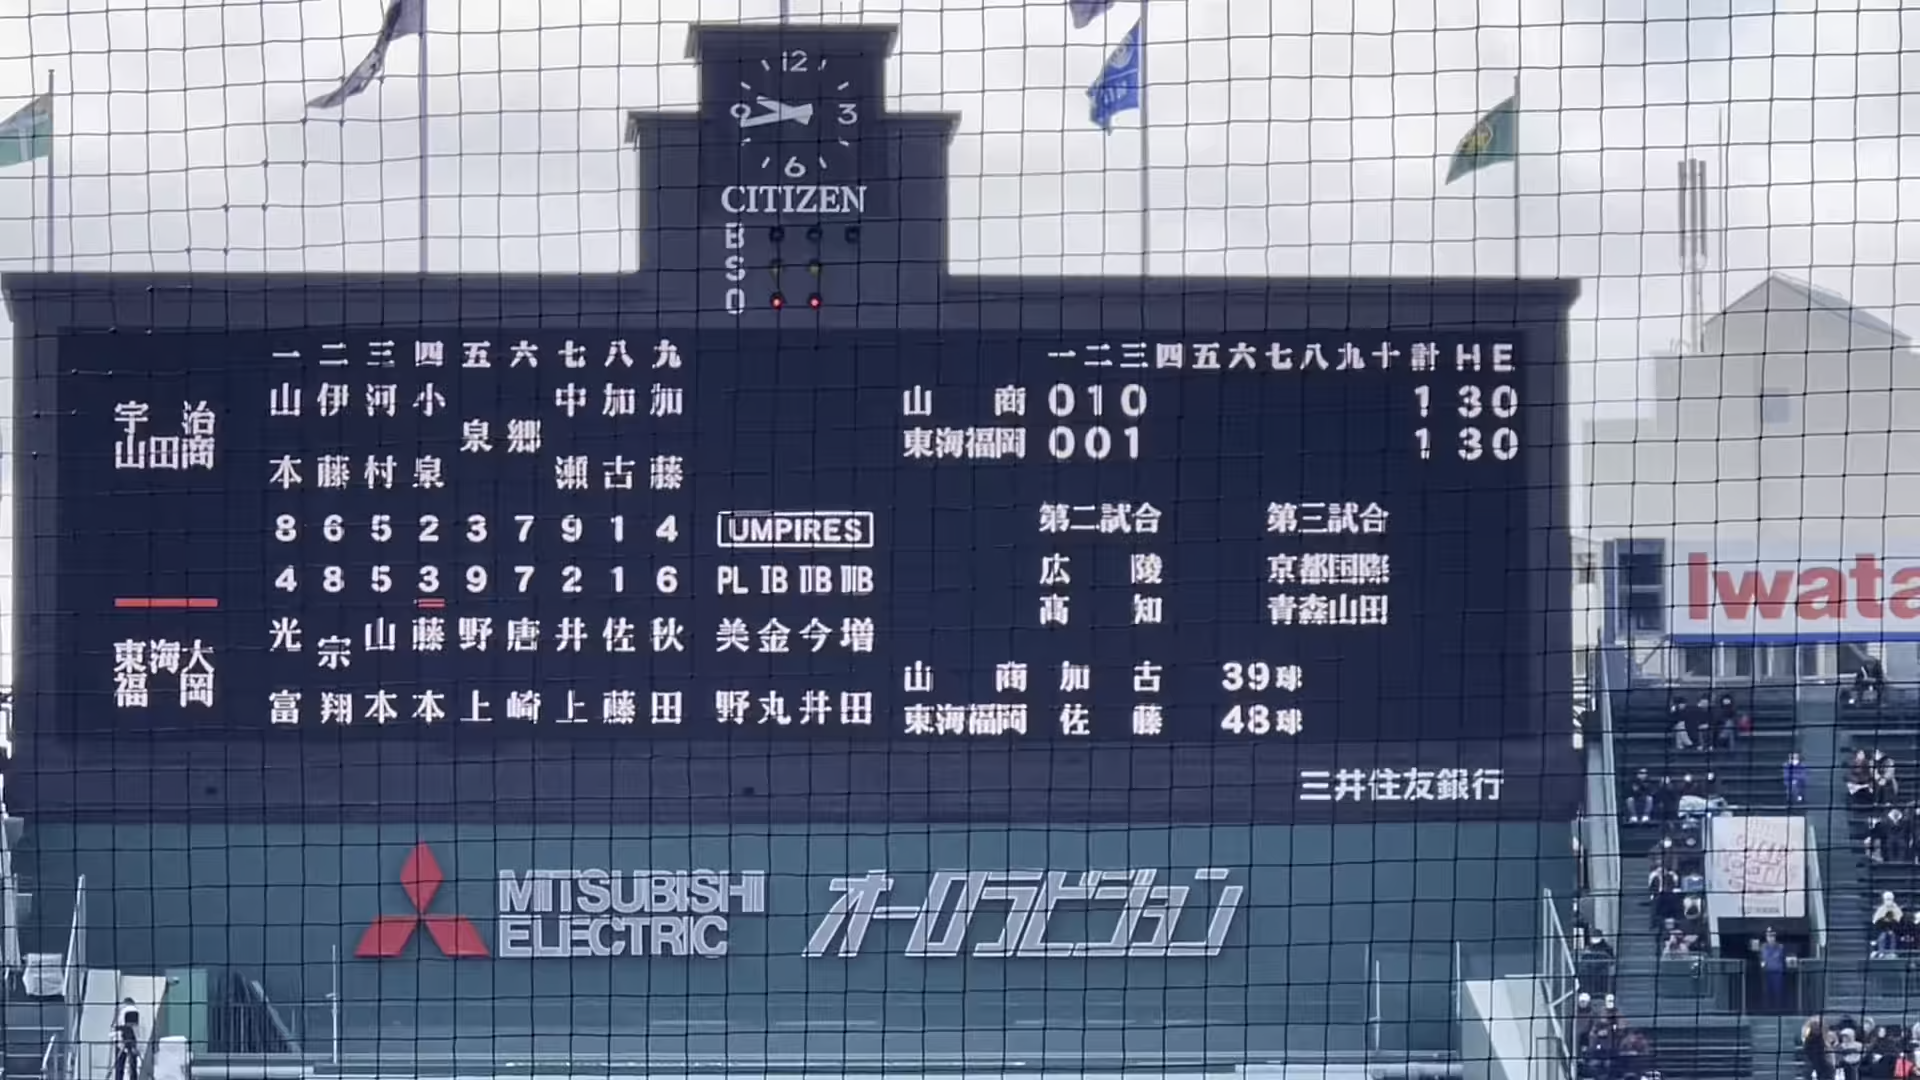 12
9 3
6
CITIZEN
B
S
O
一 二 三 四 五 六 七 八 九
宇治山田商
山本 伊藤 河村 小泉 泉 郷 中瀬 加古 加藤
8 6 5 2 3 7 9 1 4
4 8 5 3 9 7 2 1 6
東海大福岡
光富 宗翔 山本 藤本 野上 唐崎 井上 佐藤 秋田
UMPIRES
PL ⅠB ⅡB ⅢB
美野 金丸 今井 増田
一 二 三 四 五 六 七 八 九 十 計 H E
山商 0 1 0 1 3 0
東海福岡 0 0 1 1 3 0
第二試合 第三試合
広陵 京都国際
高知 青森山田
山商 加古 39球
東海福岡 佐藤 48球
三井住友銀行
MITSUBISHI
ELECTRIC
オーロラビジョン
Iwata